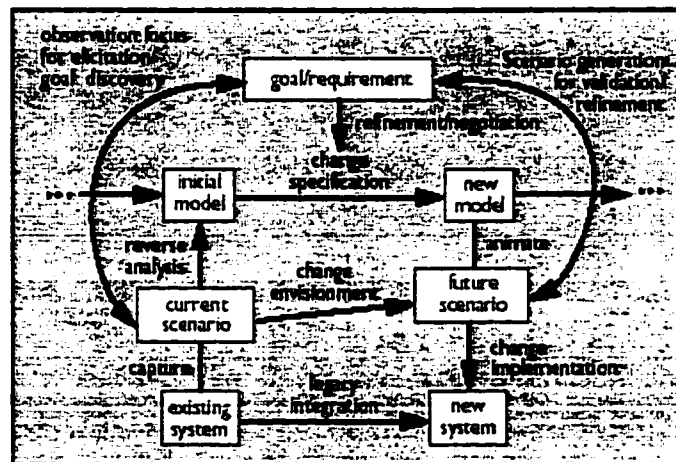 observation focus
for elicitation/
goal discovery
goal/requirement
Scenario generation
for validation/
refinement
refinement/negotiation
change
specification
...
initial
model
new
model
...
reverse
analysis
animate
change
envisionment
current
scenario
future
scenario
capture
legacy
integration
change
implementation
existing
system
new
system